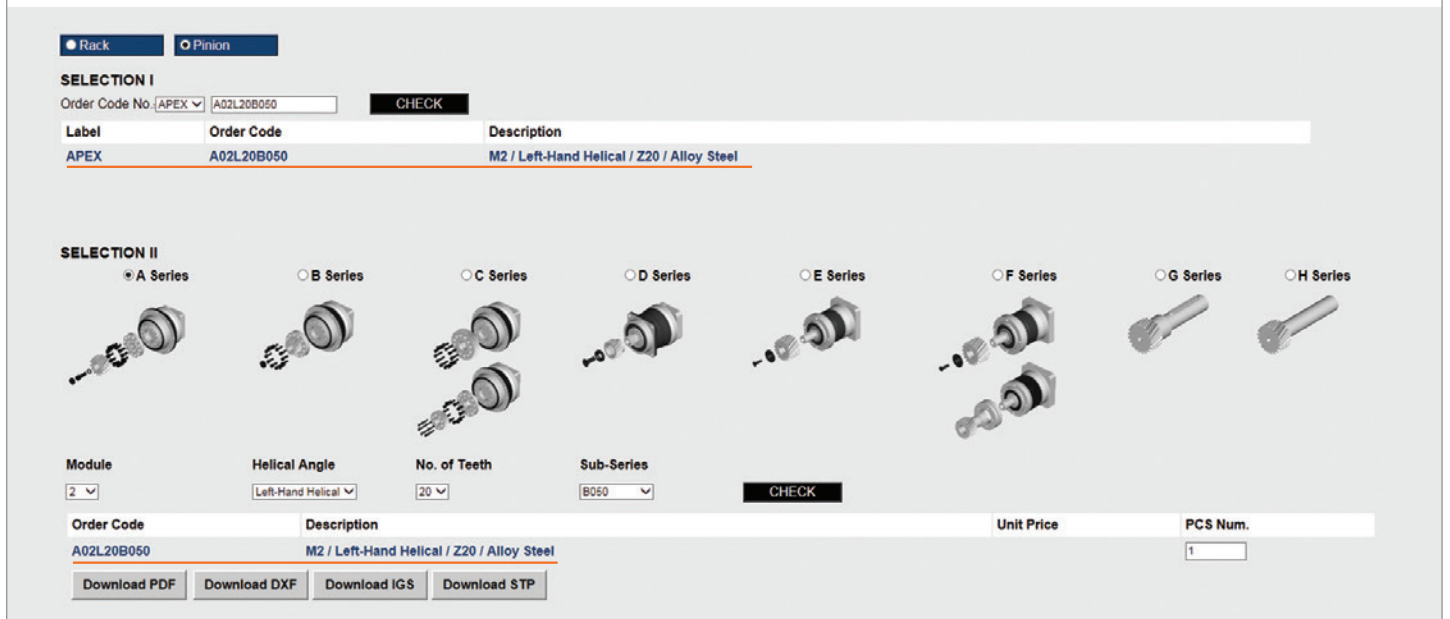 Rack Pinion
SELECTION I
Order Code No. APEX A02L20B050 CHECK
Label Order Code Description
APEX A02L20B050 M2 / Left-Hand Helical / Z20 / Alloy Steel
SELECTION II
A Series B Series C Series D Series E Series F Series G Series H Series
Module Helical Angle No. of Teeth Sub-Series
2 Left-Hand Helical 20 B050 CHECK
Order Code Description Unit Price PCS Num.
A02L20B050 M2 / Left-Hand Helical / Z20 / Alloy Steel 1
Download PDF Download DXF Download IGS Download STP